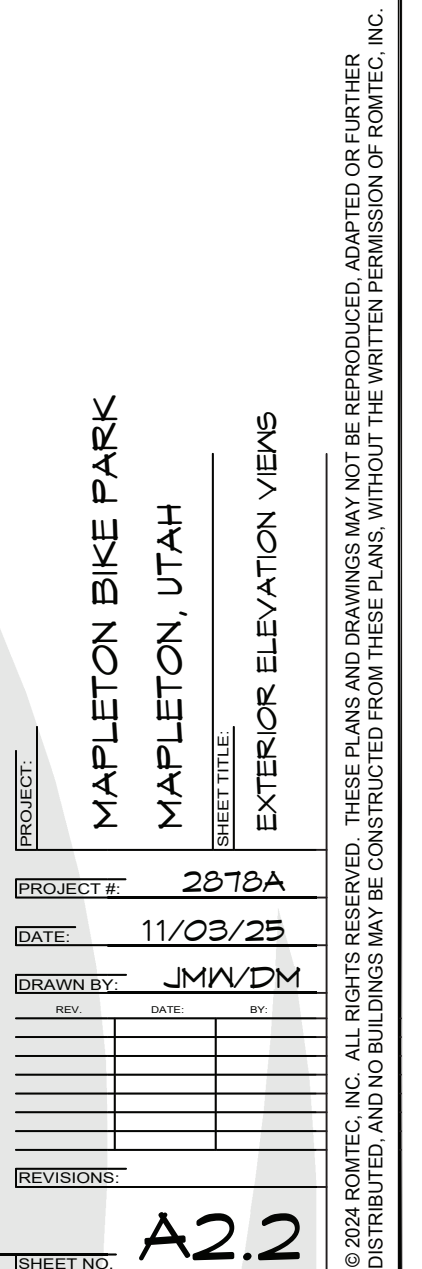 PROJECT:
MAPLETON BIKE PARK
MAPLETON, UTAH
SHEET TITLE:
EXTERIOR ELEVATION VIEWS
PROJECT #: 2878A
DATE: 11/03/25
DRAWN BY: JMW/DM
REV. DATE: BY:
REVISIONS:
SHEET NO. A2.2
© 2024 ROMTEC, INC. ALL RIGHTS RESERVED. THESE PLANS AND DRAWINGS MAY NOT BE REPRODUCED, ADAPTED OR FURTHER
DISTRIBUTED, AND NO BUILDINGS MAY BE CONSTRUCTED FROM THESE PLANS, WITHOUT THE WRITTEN PERMISSION OF ROMTEC, INC.